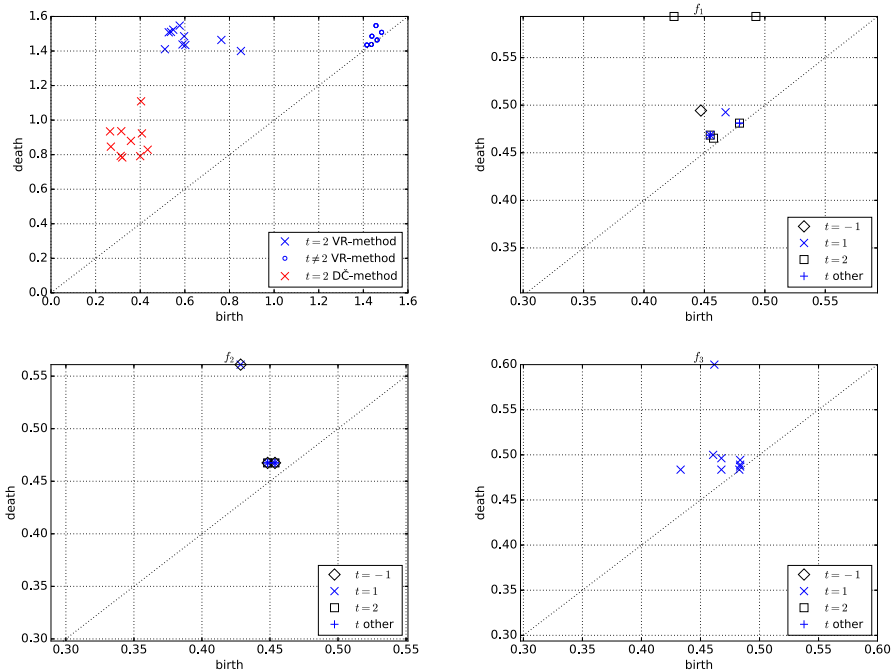 1.6
1.4
1.2
1.0
0.8
0.6
0.4
0.2
0.0
death
0.0 0.2 0.4 0.6 0.8 1.0 1.2 1.4 1.6
birth
t = 2 VR-method
t ≠ 2 VR-method
t = 2 DČ-method
f₁
0.55
0.50
0.45
0.40
0.35
death
0.30 0.35 0.40 0.45 0.50 0.55
birth
t = −1
t = 1
t = 2
t other
f₂
0.55
0.50
0.45
0.40
0.35
0.30
death
0.30 0.35 0.40 0.45 0.50 0.55
birth
t = −1
t = 1
t = 2
t other
f₃
0.60
0.55
0.50
0.45
0.40
0.35
0.30
death
0.30 0.35 0.40 0.45 0.50 0.55 0.60
birth
t = −1
t = 1
t = 2
t other